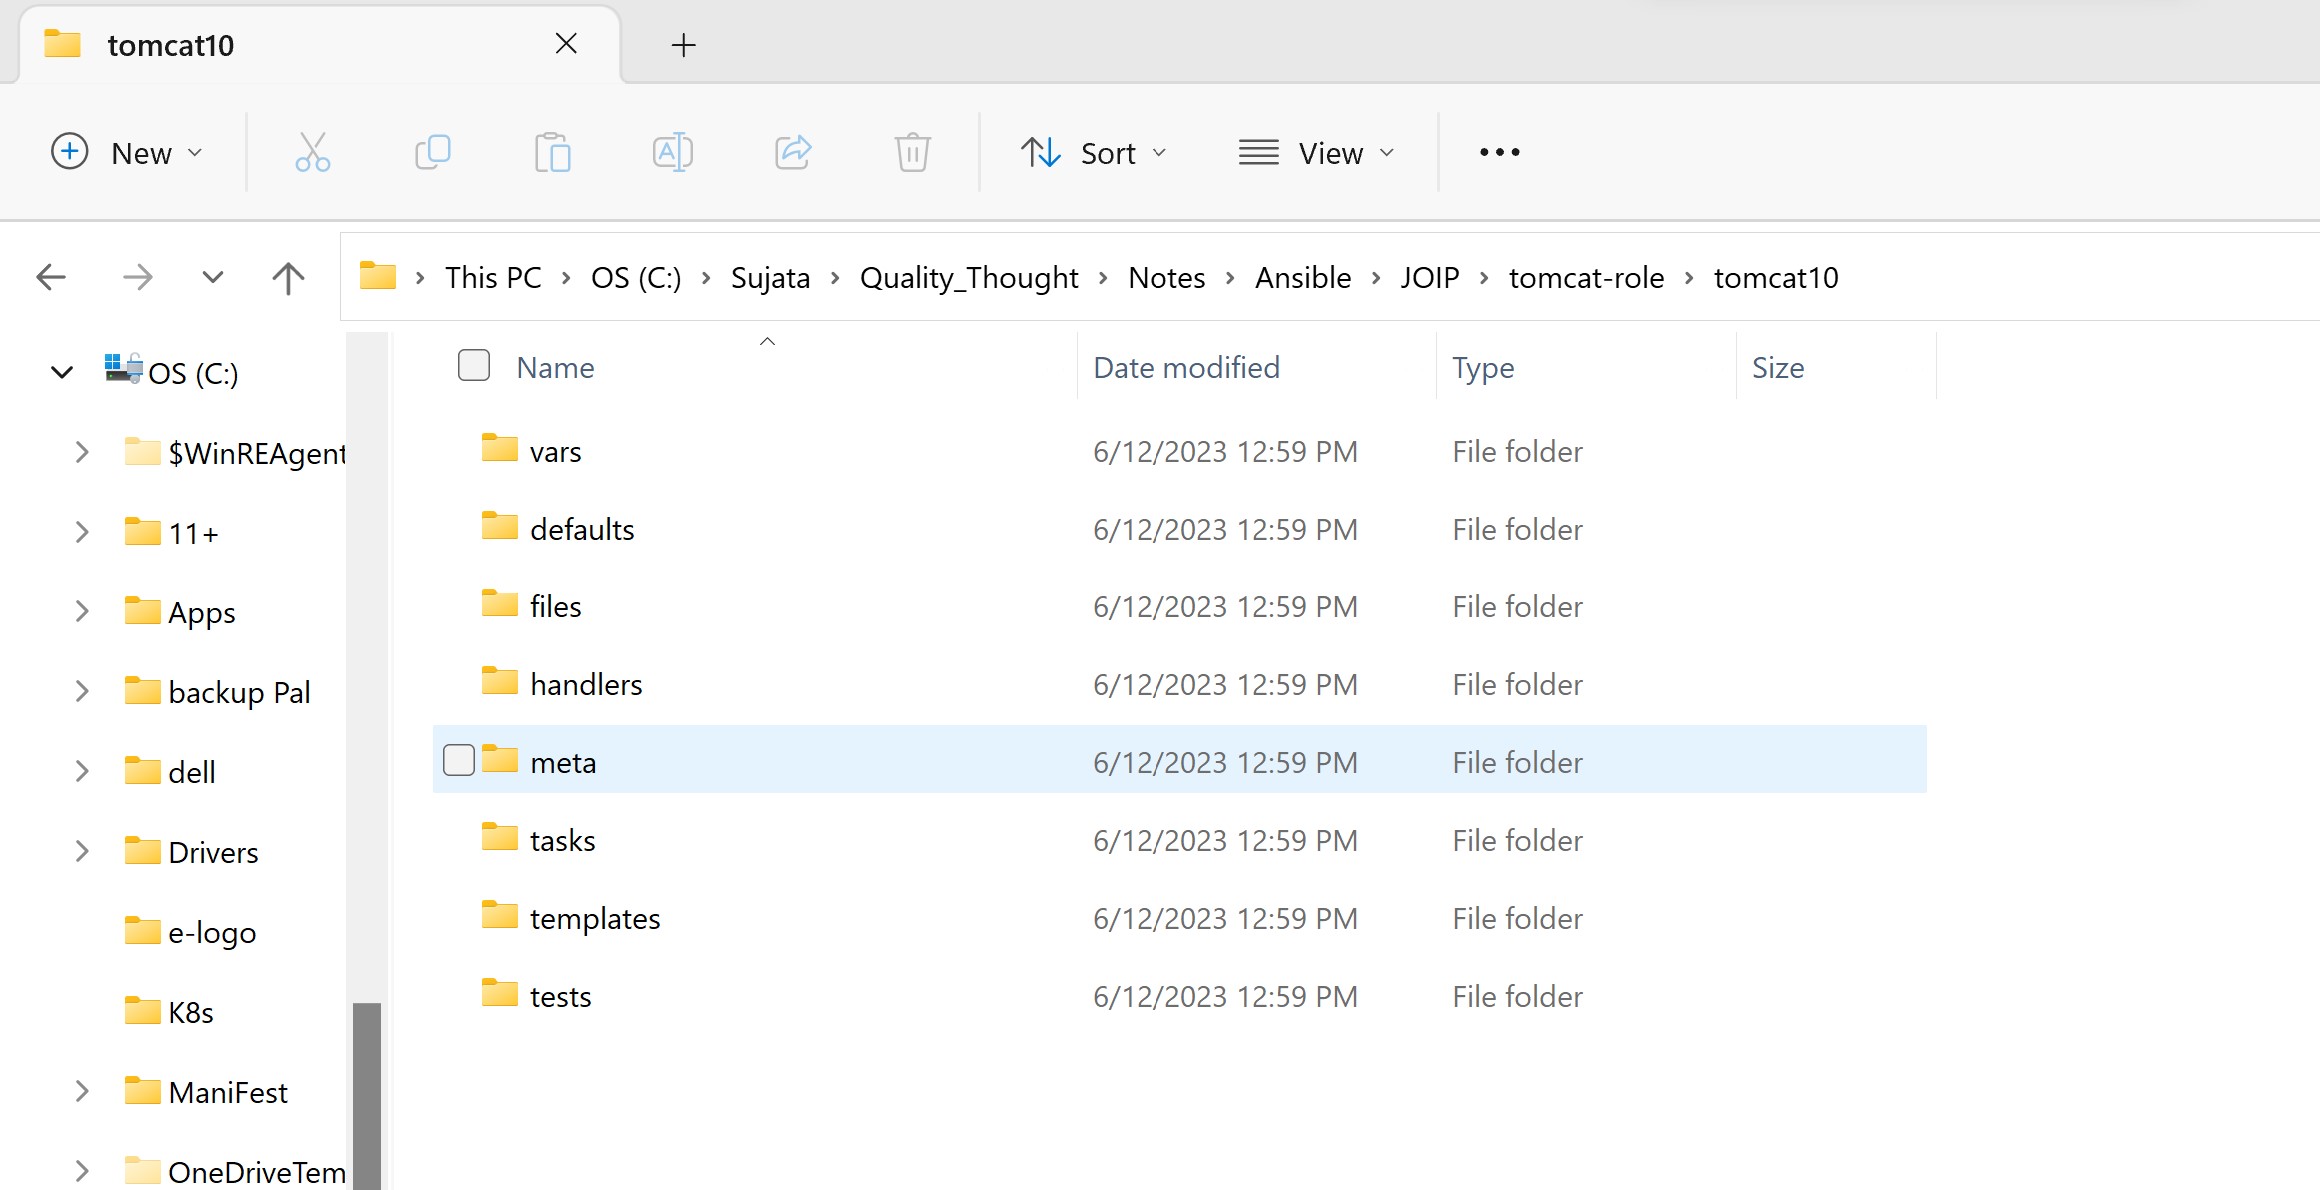 tomcat10
New
Sort
View
This PC > OS (C:) > Sujata > Quality_Thought > Notes > Ansible > JOIP > tomcat-role > tomcat10
OS (C:)
$WinREAgent
11+
Apps
backup Pal
dell
Drivers
e-logo
K8s
ManiFest
OneDriveTem
Name Date modified Type Size
vars 6/12/2023 12:59 PM File folder
defaults 6/12/2023 12:59 PM File folder
files 6/12/2023 12:59 PM File folder
handlers 6/12/2023 12:59 PM File folder
meta 6/12/2023 12:59 PM File folder
tasks 6/12/2023 12:59 PM File folder
templates 6/12/2023 12:59 PM File folder
tests 6/12/2023 12:59 PM File folder